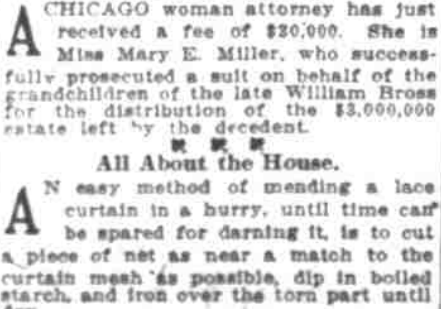 A CHICAGO woman attorney has just
received a fee of $30,000. She is
Miss Mary E. Miller, who success-
fully prosecuted a suit on behalf of the
grandchildren of the late William Bross
for the distribution of the $3,000,000
estate left by the decedent.
All About the House.
AN easy method of mending a lace
curtain in a hurry, until time can
be spared for darning it, is to cut
a piece of net as near a match to the
curtain mesh as possible, dip in boiled
starch, and iron over the torn part until